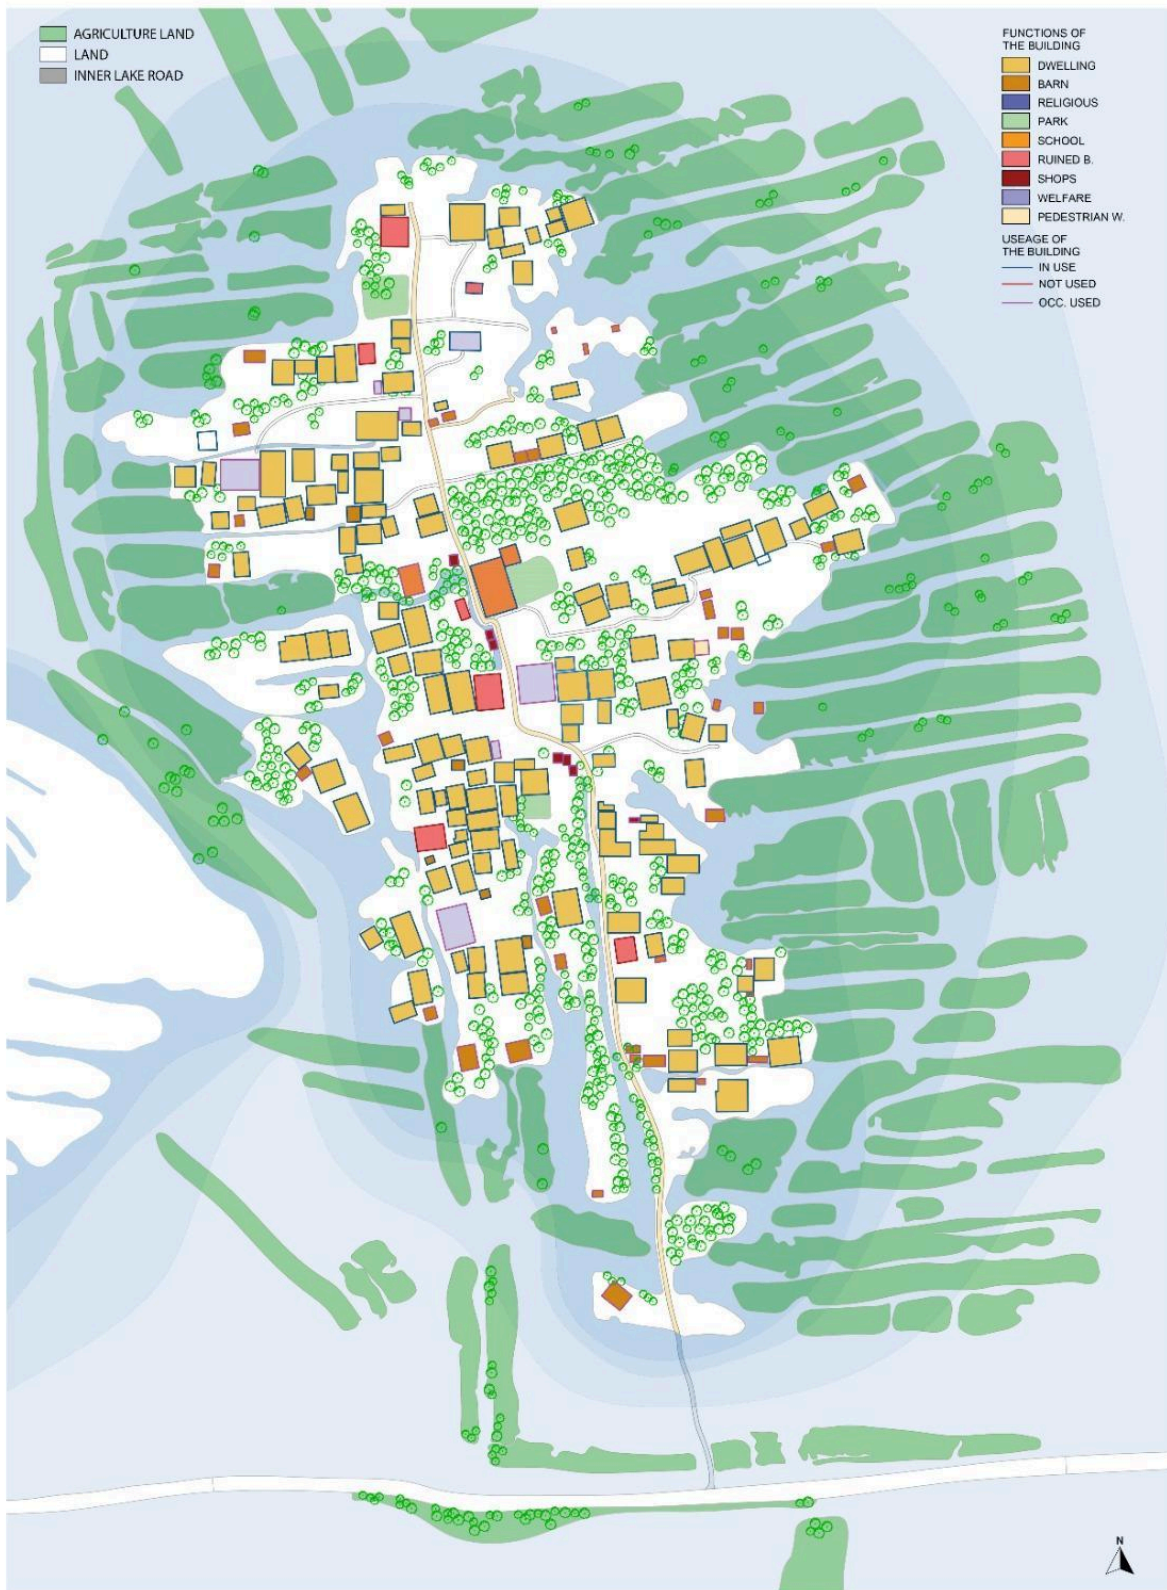 AGRICULTURE LAND
LAND
INNER LAKE ROAD
FUNCTIONS OF
THE BUILDING
DWELLING
BARN
RELIGIOUS
PARK
SCHOOL
RUINED B.
SHOPS
WELFARE
PEDESTRIAN W.
USEAGE OF
THE BUILDING
IN USE
NOT USED
OCC. USED
N